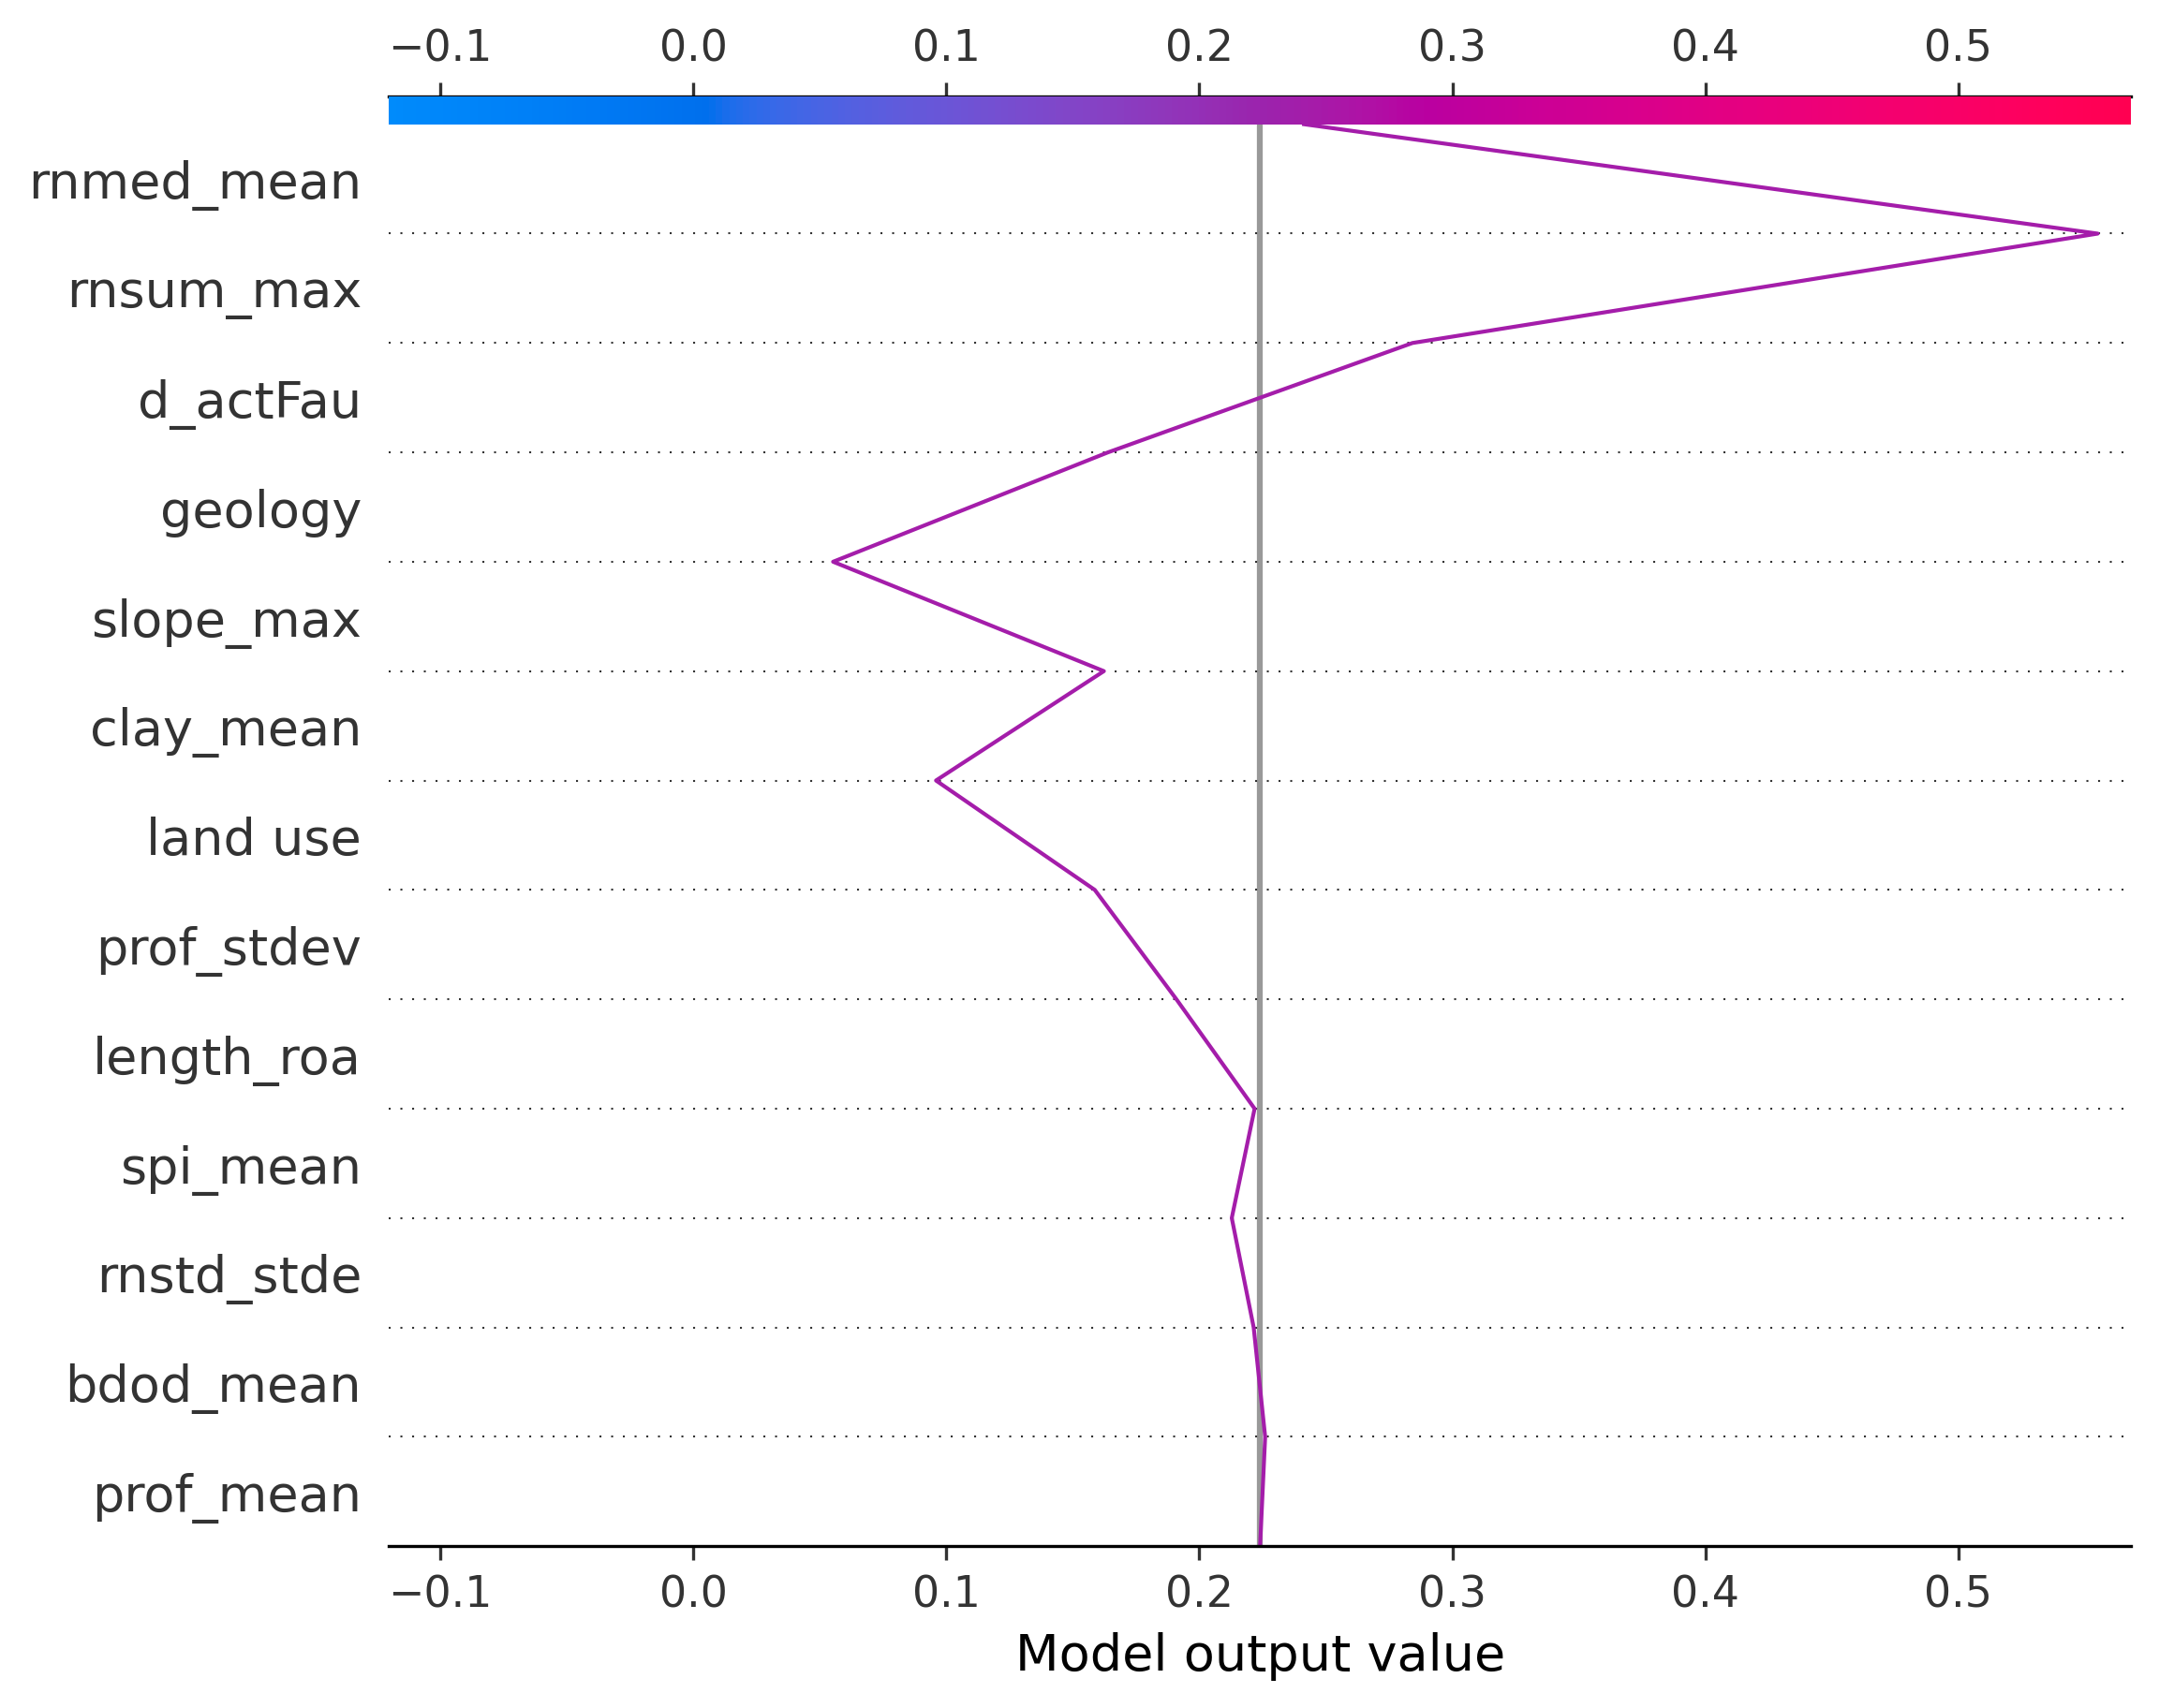 −0.1 0.0 0.1 0.2 0.3 0.4 0.5
rnmed_mean
rnsum_max
d_actFau
geology
slope_max
clay_mean
land use
prof_stdev
length_roa
spi_mean
rnstd_stde
bdod_mean
prof_mean
−0.1 0.0 0.1 0.2 0.3 0.4 0.5
Model output value